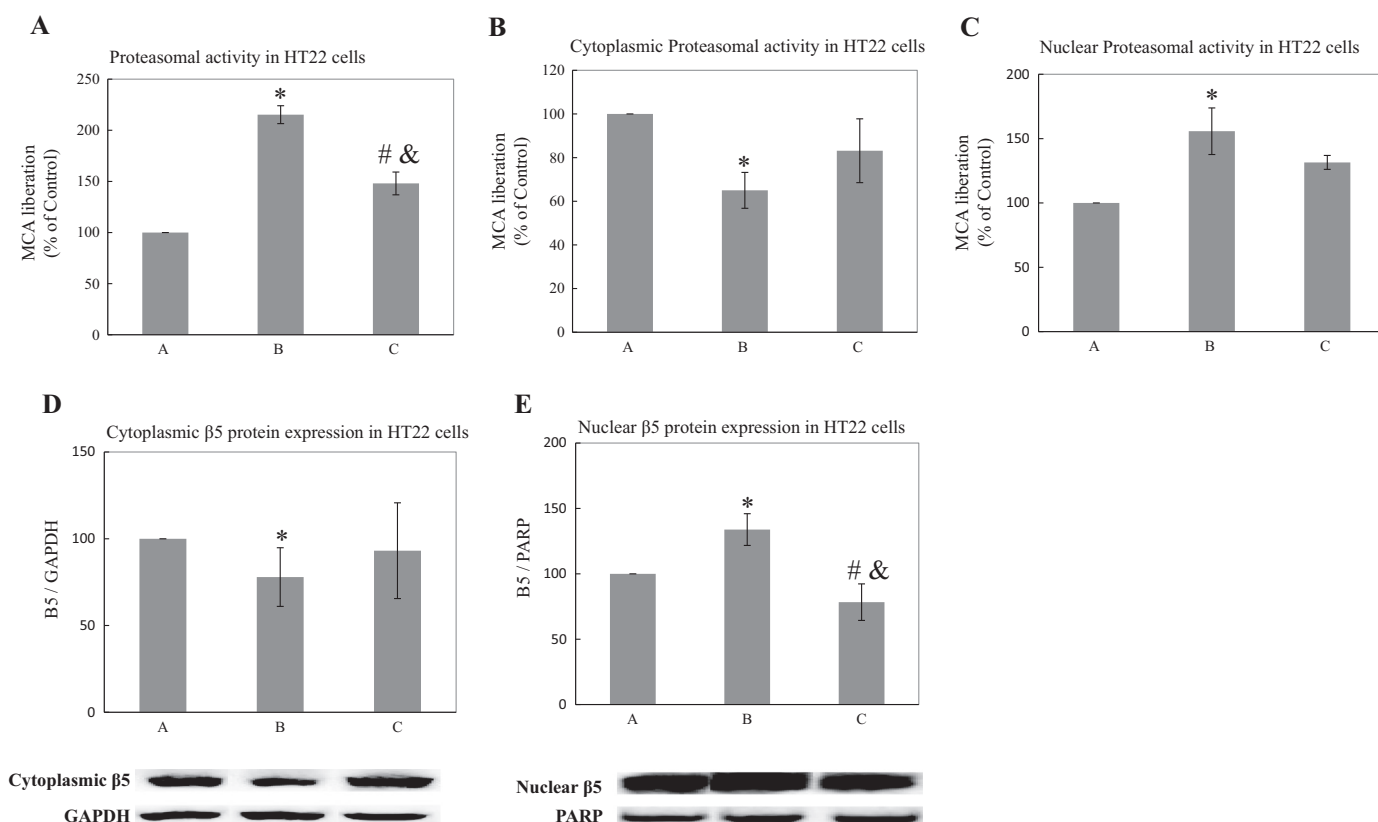 A
Proteasomal activity in HT22 cells
MCA liberation
(% of Control)
250
200
150
100
50
0
*
# &
A B C
B
Cytoplasmic Proteasomal activity in HT22 cells
MCA liberation
(% of Control)
120
100
80
60
40
20
0
*
A B C
C
Nuclear Proteasomal activity in HT22 cells
MCA liberation
(% of Control)
200
150
100
50
0
*
A B C
D
Cytoplasmic β5 protein expression in HT22 cells
B5 / GAPDH
150
100
50
0
*
A B C
Cytoplasmic β5
GAPDH
E
Nuclear β5 protein expression in HT22 cells
B5 / PARP
200
150
100
50
0
*
# &
A B C
Nuclear β5
PARP